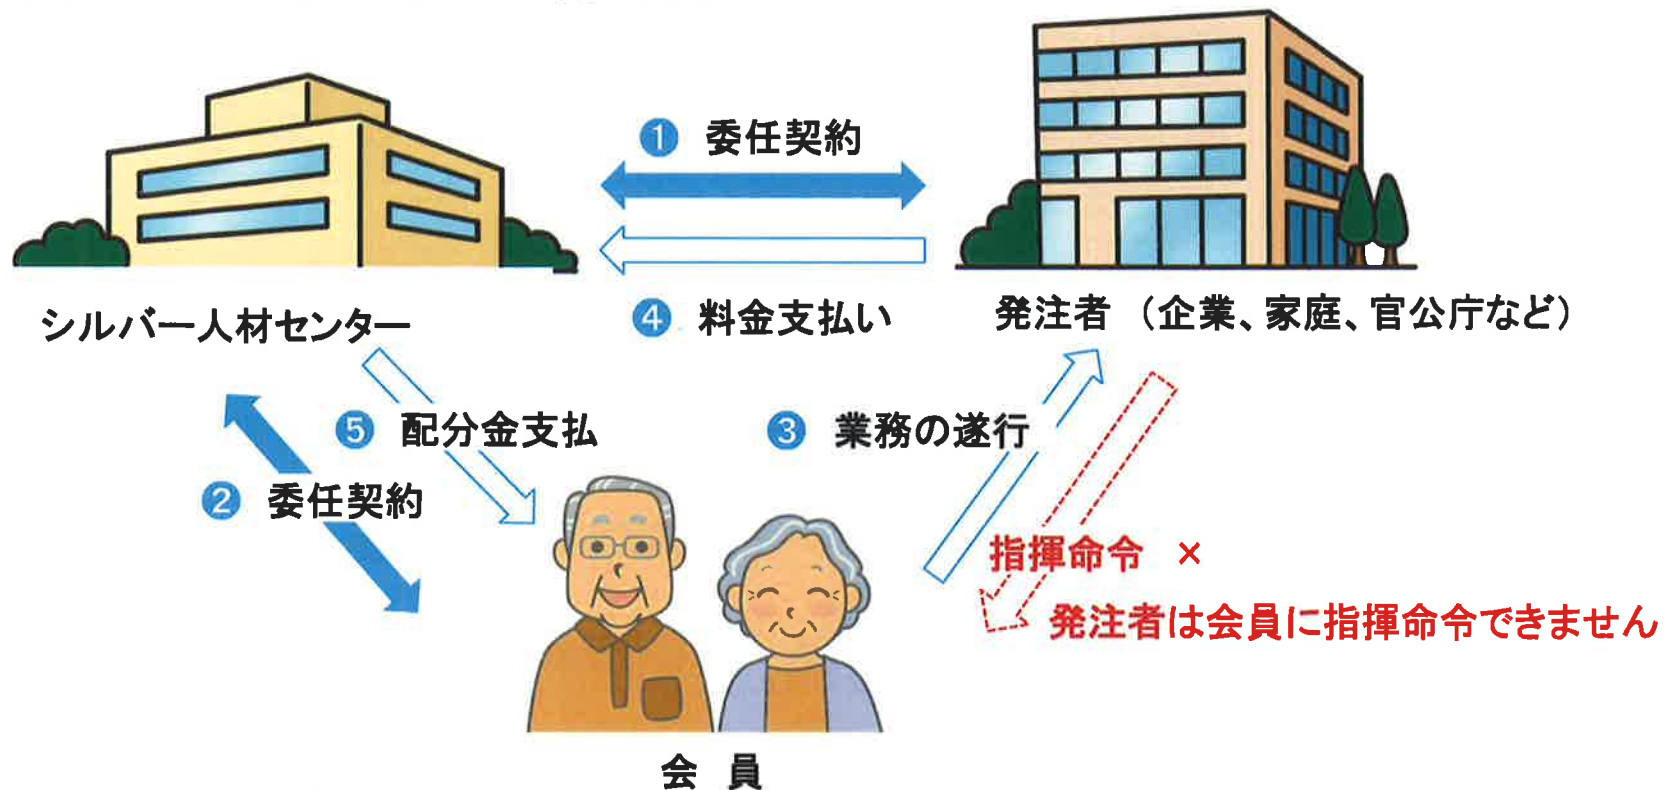 ❶ 委任契約
❹ 料金支払い
シルバー人材センター
発注者 (企業、家庭、官公庁など)
❺ 配分金支払
❸ 業務の遂行
❷ 委任契約
指揮命令 ×
発注者は会員に指揮命令できません
会 員